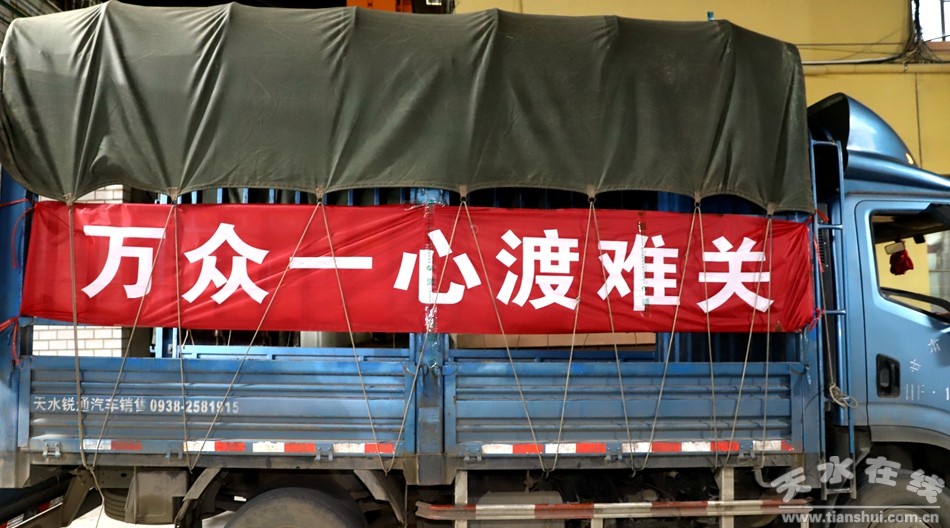 万众一心渡难关
天水锐通汽车销售 0938-2581915
天水在线
www.tianshui.com.cn